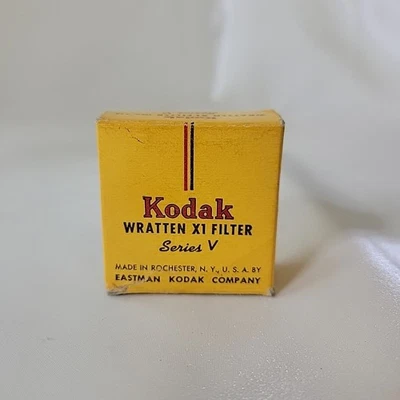 Kodak
WRATTEN X1 FILTER
Series V
MADE IN ROCHESTER, N. Y., U. S. A. BY
EASTMAN KODAK COMPANY